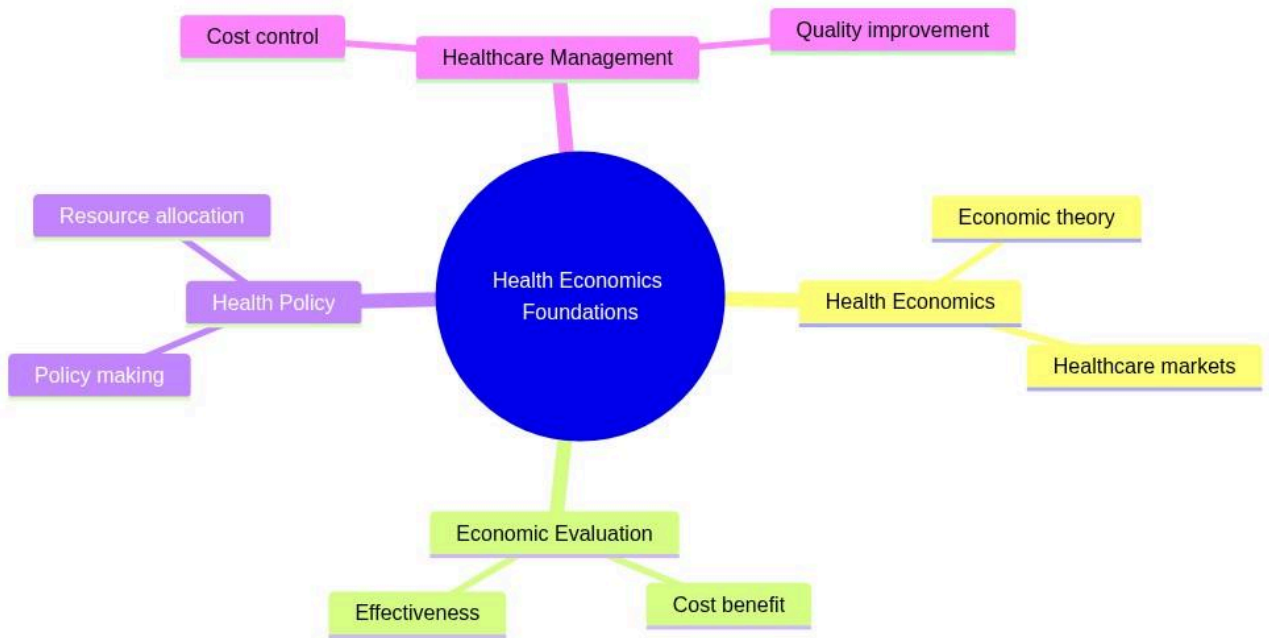 Cost control
Healthcare Management
Quality improvement
Resource allocation
Health Policy
Policy making
Health Economics
Foundations
Economic theory
Health Economics
Healthcare markets
Economic Evaluation
Effectiveness
Cost benefit